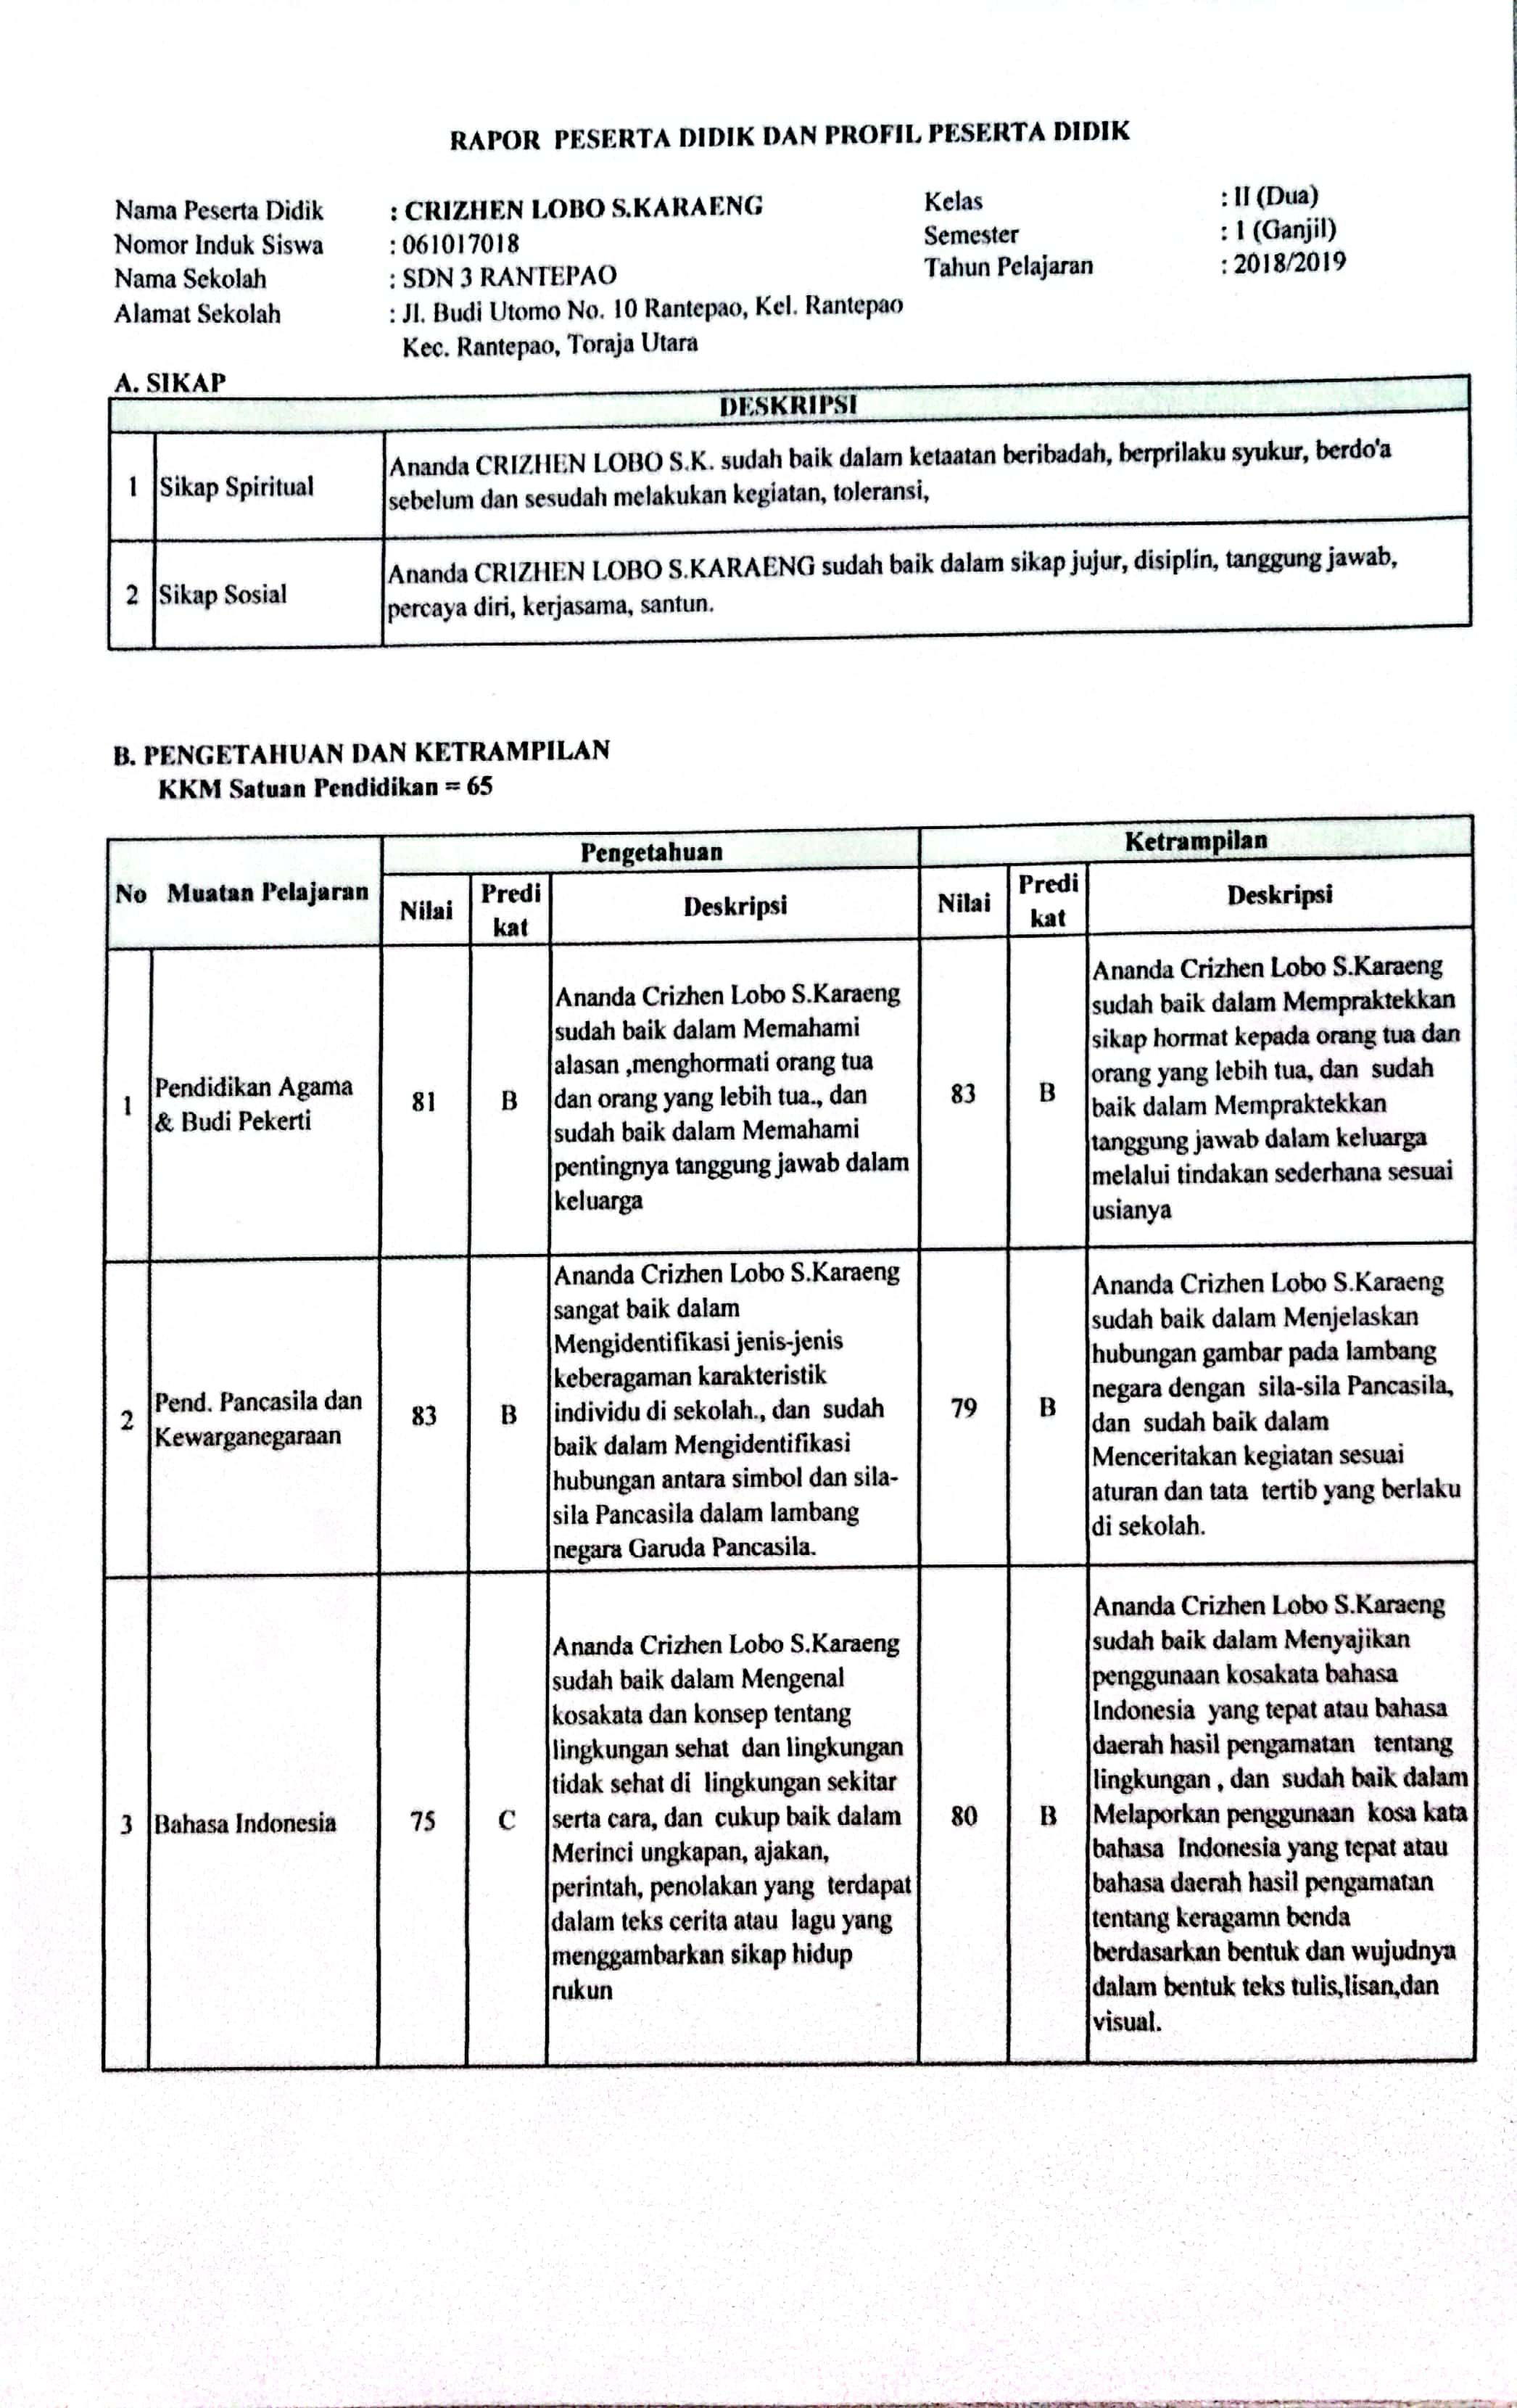 RAPOR PESERTA DIDIK DAN PROFIL PESERTA DIDIK
Nama Peserta Didik : CRIZHEN LOBO S.KARAENG Kelas : II (Dua)
Nomor Induk Siswa : 061017018 Semester : 1 (Ganjil)
Nama Sekolah : SDN 3 RANTEPAO Tahun Pelajaran : 2018/2019
Alamat Sekolah : Jl. Budi Utomo No. 10 Rantepao, Kel. Rantepao
Kec. Rantepao, Toraja Utara
A. SIKAP
DESKRIPSI
1 Sikap Spiritual
Ananda CRIZHEN LOBO S.K. sudah baik dalam ketaatan beribadah, berprilaku syukur, berdo'a
sebelum dan sesudah melakukan kegiatan, toleransi,
2 Sikap Sosial
Ananda CRIZHEN LOBO S.KARAENG sudah baik dalam sikap jujur, disiplin, tanggung jawab,
percaya diri, kerjasama, santun.
B. PENGETAHUAN DAN KETRAMPILAN
KKM Satuan Pendidikan = 65
No Muatan Pelajaran
Pengetahuan
Ketrampilan
Nilai
Predi
kat
Deskripsi
Nilai
Predi
kat
Deskripsi
1
Pendidikan Agama
& Budi Pekerti
81
B
Ananda Crizhen Lobo S.Karaeng
sudah baik dalam Memahami
alasan ,menghormati orang tua
dan orang yang lebih tua., dan
sudah baik dalam Memahami
pentingnya tanggung jawab dalam
keluarga
83
B
Ananda Crizhen Lobo S.Karaeng
sudah baik dalam Mempraktekkan
sikap hormat kepada orang tua dan
orang yang lebih tua, dan sudah
baik dalam Mempraktekkan
tanggung jawab dalam keluarga
melalui tindakan sederhana sesuai
usianya
2
Pend. Pancasila dan
Kewarganegaraan
83
B
Ananda Crizhen Lobo S.Karaeng
sangat baik dalam
Mengidentifikasi jenis-jenis
keberagaman karakteristik
individu di sekolah., dan sudah
baik dalam Mengidentifikasi
hubungan antara simbol dan sila-
sila Pancasila dalam lambang
negara Garuda Pancasila.
79
B
Ananda Crizhen Lobo S.Karaeng
sudah baik dalam Menjelaskan
hubungan gambar pada lambang
negara dengan sila-sila Pancasila,
dan sudah baik dalam
Menceritakan kegiatan sesuai
aturan dan tata tertib yang berlaku
di sekolah.
3
Bahasa Indonesia
75
C
Ananda Crizhen Lobo S.Karaeng
sudah baik dalam Mengenal
kosakata dan konsep tentang
lingkungan sehat dan lingkungan
tidak sehat di lingkungan sekitar
serta cara, dan cukup baik dalam
Merinci ungkapan, ajakan,
perintah, penolakan yang terdapat
dalam teks cerita atau lagu yang
menggambarkan sikap hidup
rukun
80
B
Ananda Crizhen Lobo S.Karaeng
sudah baik dalam Menyajikan
penggunaan kosakata bahasa
Indonesia yang tepat atau bahasa
daerah hasil pengamatan tentang
lingkungan , dan sudah baik dalam
Melaporkan penggunaan kosa kata
bahasa Indonesia yang tepat atau
bahasa daerah hasil pengamatan
tentang keragamn benda
berdasarkan bentuk dan wujudnya
dalam bentuk teks tulis,lisan,dan
visual.